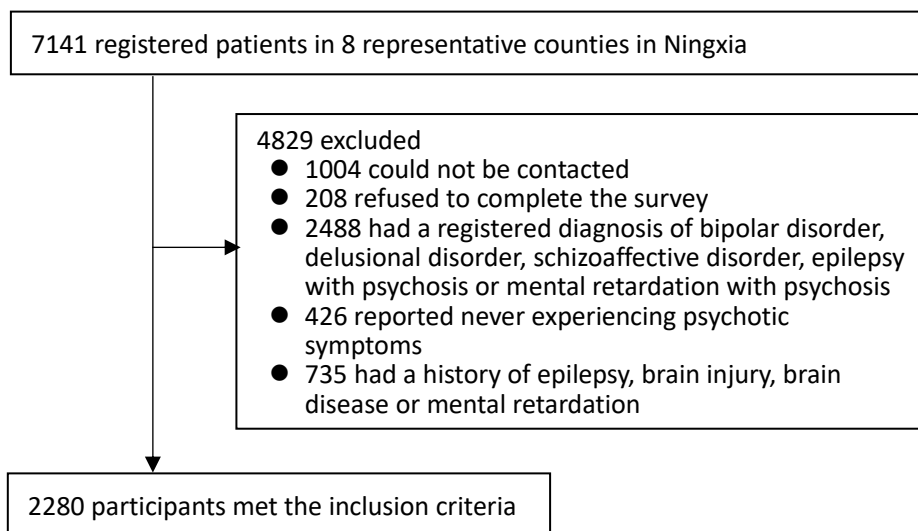 7141 registered patients in 8 representative counties in Ningxia
4829 excluded
● 1004 could not be contacted
● 208 refused to complete the survey
● 2488 had a registered diagnosis of bipolar disorder,
delusional disorder, schizoaffective disorder, epilepsy
with psychosis or mental retardation with psychosis
● 426 reported never experiencing psychotic
symptoms
● 735 had a history of epilepsy, brain injury, brain
disease or mental retardation
2280 participants met the inclusion criteria